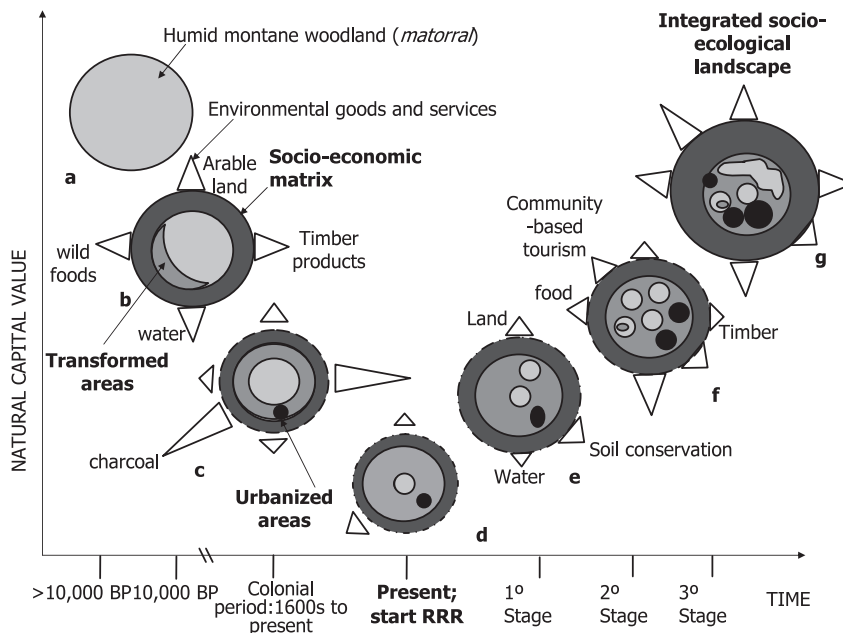 Humid montane woodland (matorral)
Environmental goods and services
a
Arable
land
Socio-economic
matrix
wild
foods
Timber
products
b
water
Transformed
areas
charcoal
c
Urbanized
areas
d
Land
Water
e
Soil conservation
Community
-based
tourism
food
Timber
f
Integrated socio-
ecological
landscape
g
NATURAL CAPITAL VALUE
>10,000 BP
10,000 BP
Colonial
period:1600s to
present
Present;
start RRR
1º
Stage
2º
Stage
3º
Stage
TIME